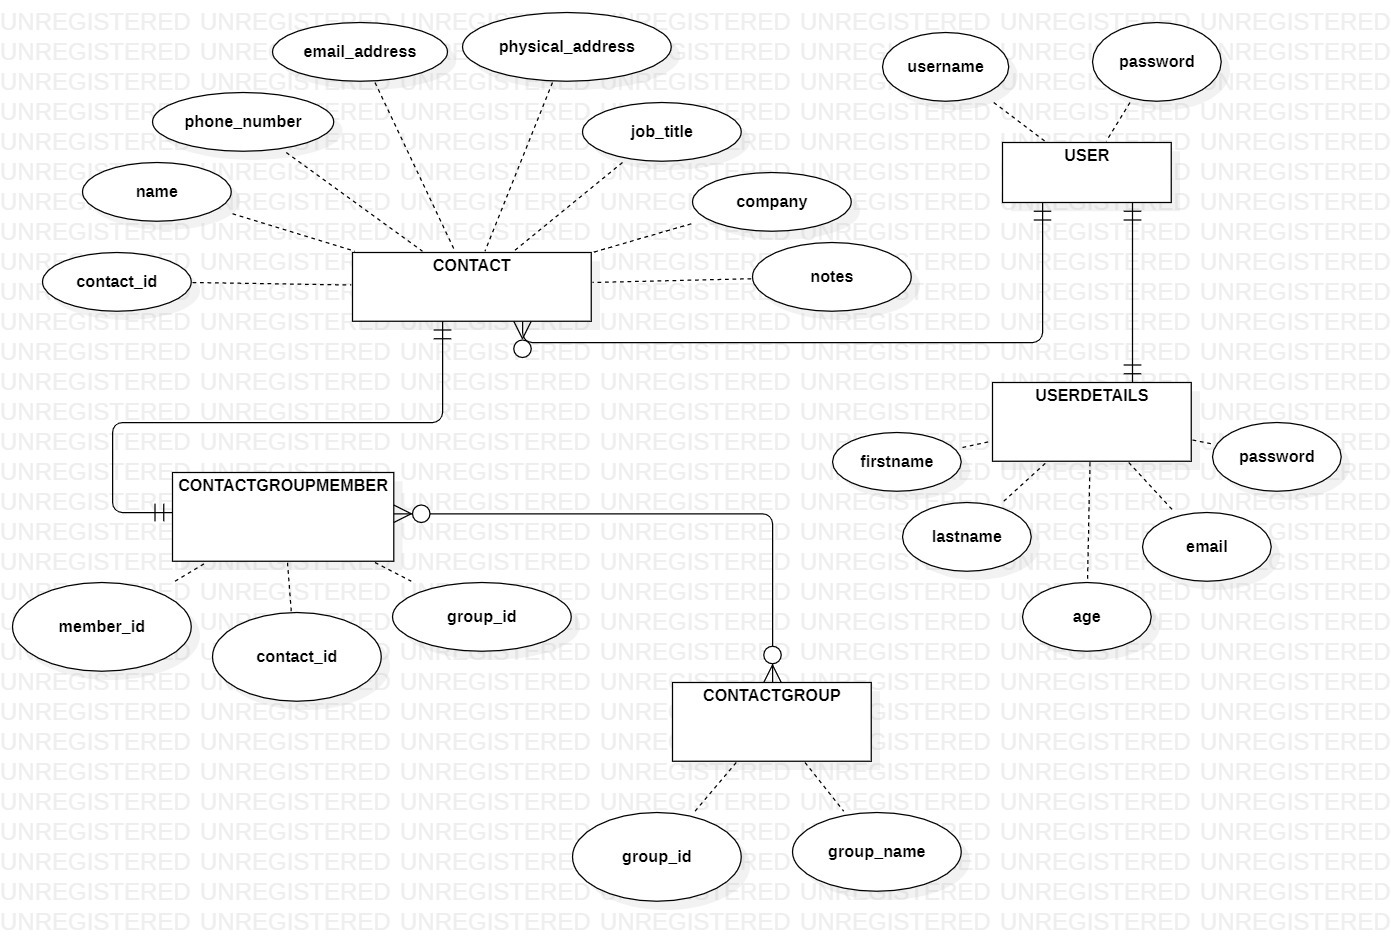 email_address
physical_address
username
password
phone_number
job_title
USER
name
company
CONTACT
contact_id
notes
USERDETAILS
firstname
password
CONTACTGROUPMEMBER
lastname
email
member_id
contact_id
group_id
age
CONTACTGROUP
group_id
group_name
UNREGISTERED